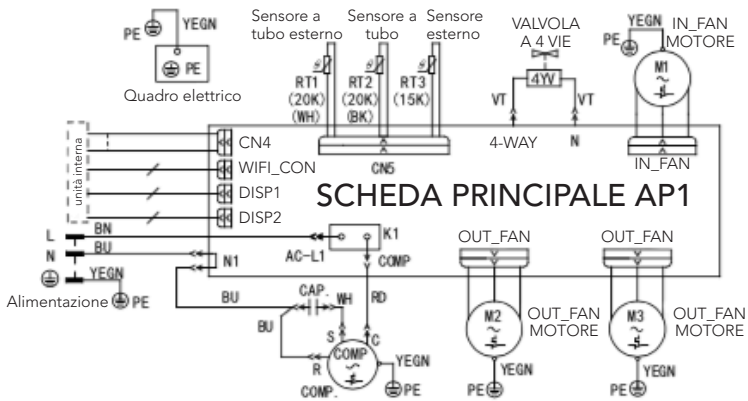 YEGN
PE
PE
Quadro elettrico
Sensore a
tubo esterno
Sensore a
tubo
Sensore
esterno
RT1
(20K)
(WH)
RT2
(20K)
(BK)
RT3
(15K)
VALVOLA
A 4 VIE
4YV
VT
VT
4-WAY
N
YEGN
PE
IN_FAN
MOTORE
M1
IN_FAN
unità interna
CN4
WIFI_CON
DISP1
DISP2
CN5
SCHEDA PRINCIPALE AP1
L
BN
N
BU
YEGN
Alimentazione
PE
N1
AC-L1
K1
COMP
OUT_FAN
OUT_FAN
BU
CAP.
WH
RD
BU
S
C
R
COMP
COMP.
YEGN
PE
M2
OUT_FAN
MOTORE
YEGN
PE
M3
OUT_FAN
MOTORE
YEGN
PE